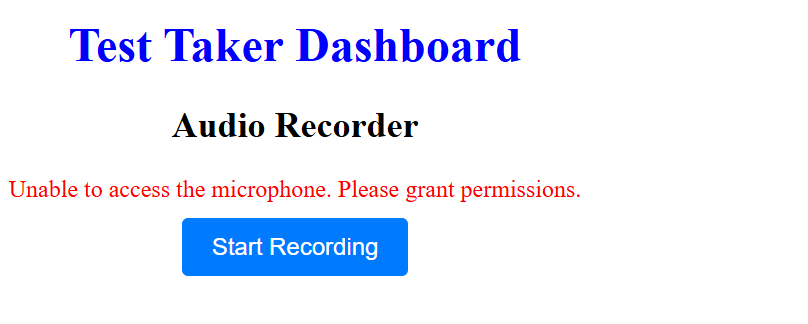 Test Taker Dashboard
Audio Recorder
Unable to access the microphone. Please grant permissions.
Start Recording